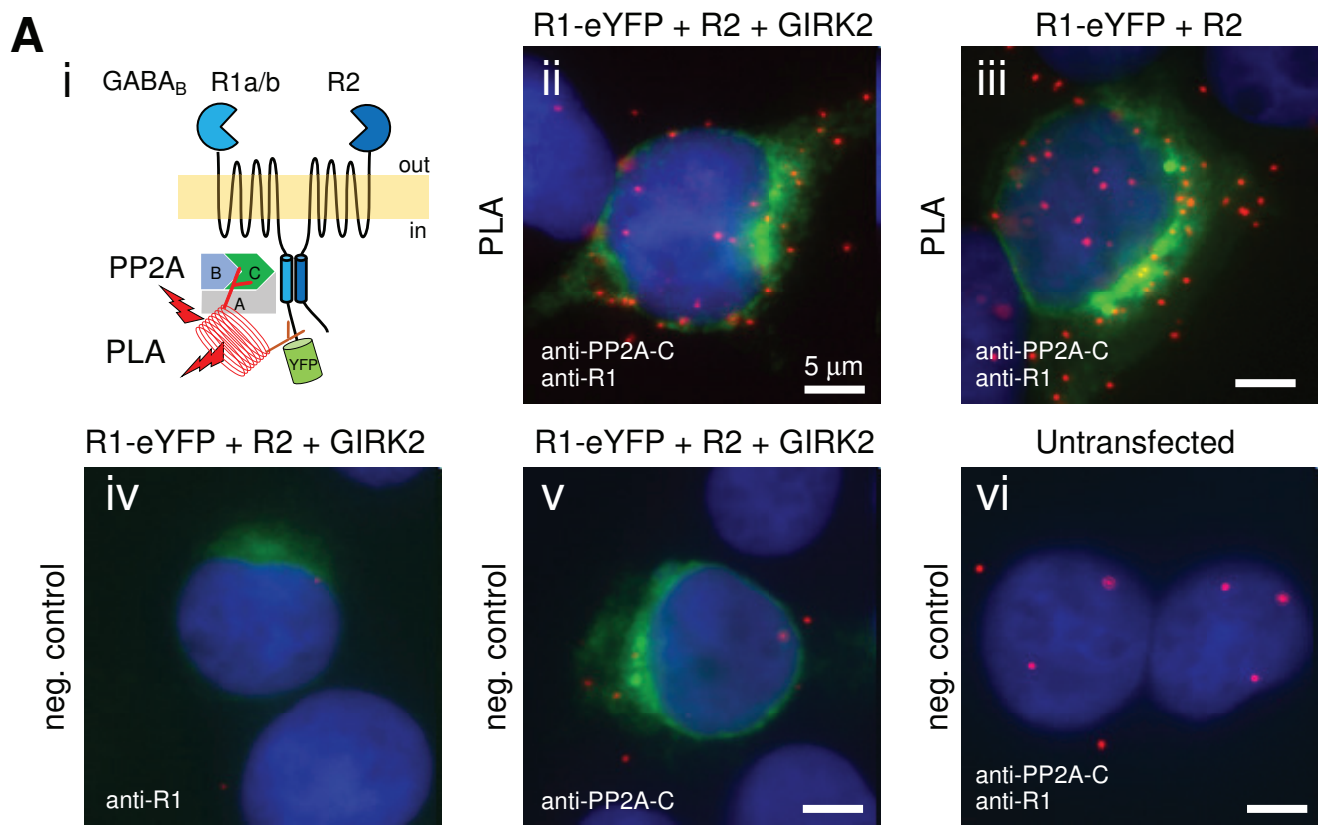 A
i
GABAB R1a/b R2
out
in
PP2A
B
C
A
PLA
YFP
R1-eYFP + R2 + GIRK2
ii
PLA
anti-PP2A-C
anti-R1
5 µm
R1-eYFP + R2
iii
PLA
anti-PP2A-C
anti-R1
R1-eYFP + R2 + GIRK2
iv
neg. control
anti-R1
R1-eYFP + R2 + GIRK2
v
neg. control
anti-PP2A-C
Untransfected
vi
neg. control
anti-PP2A-C
anti-R1